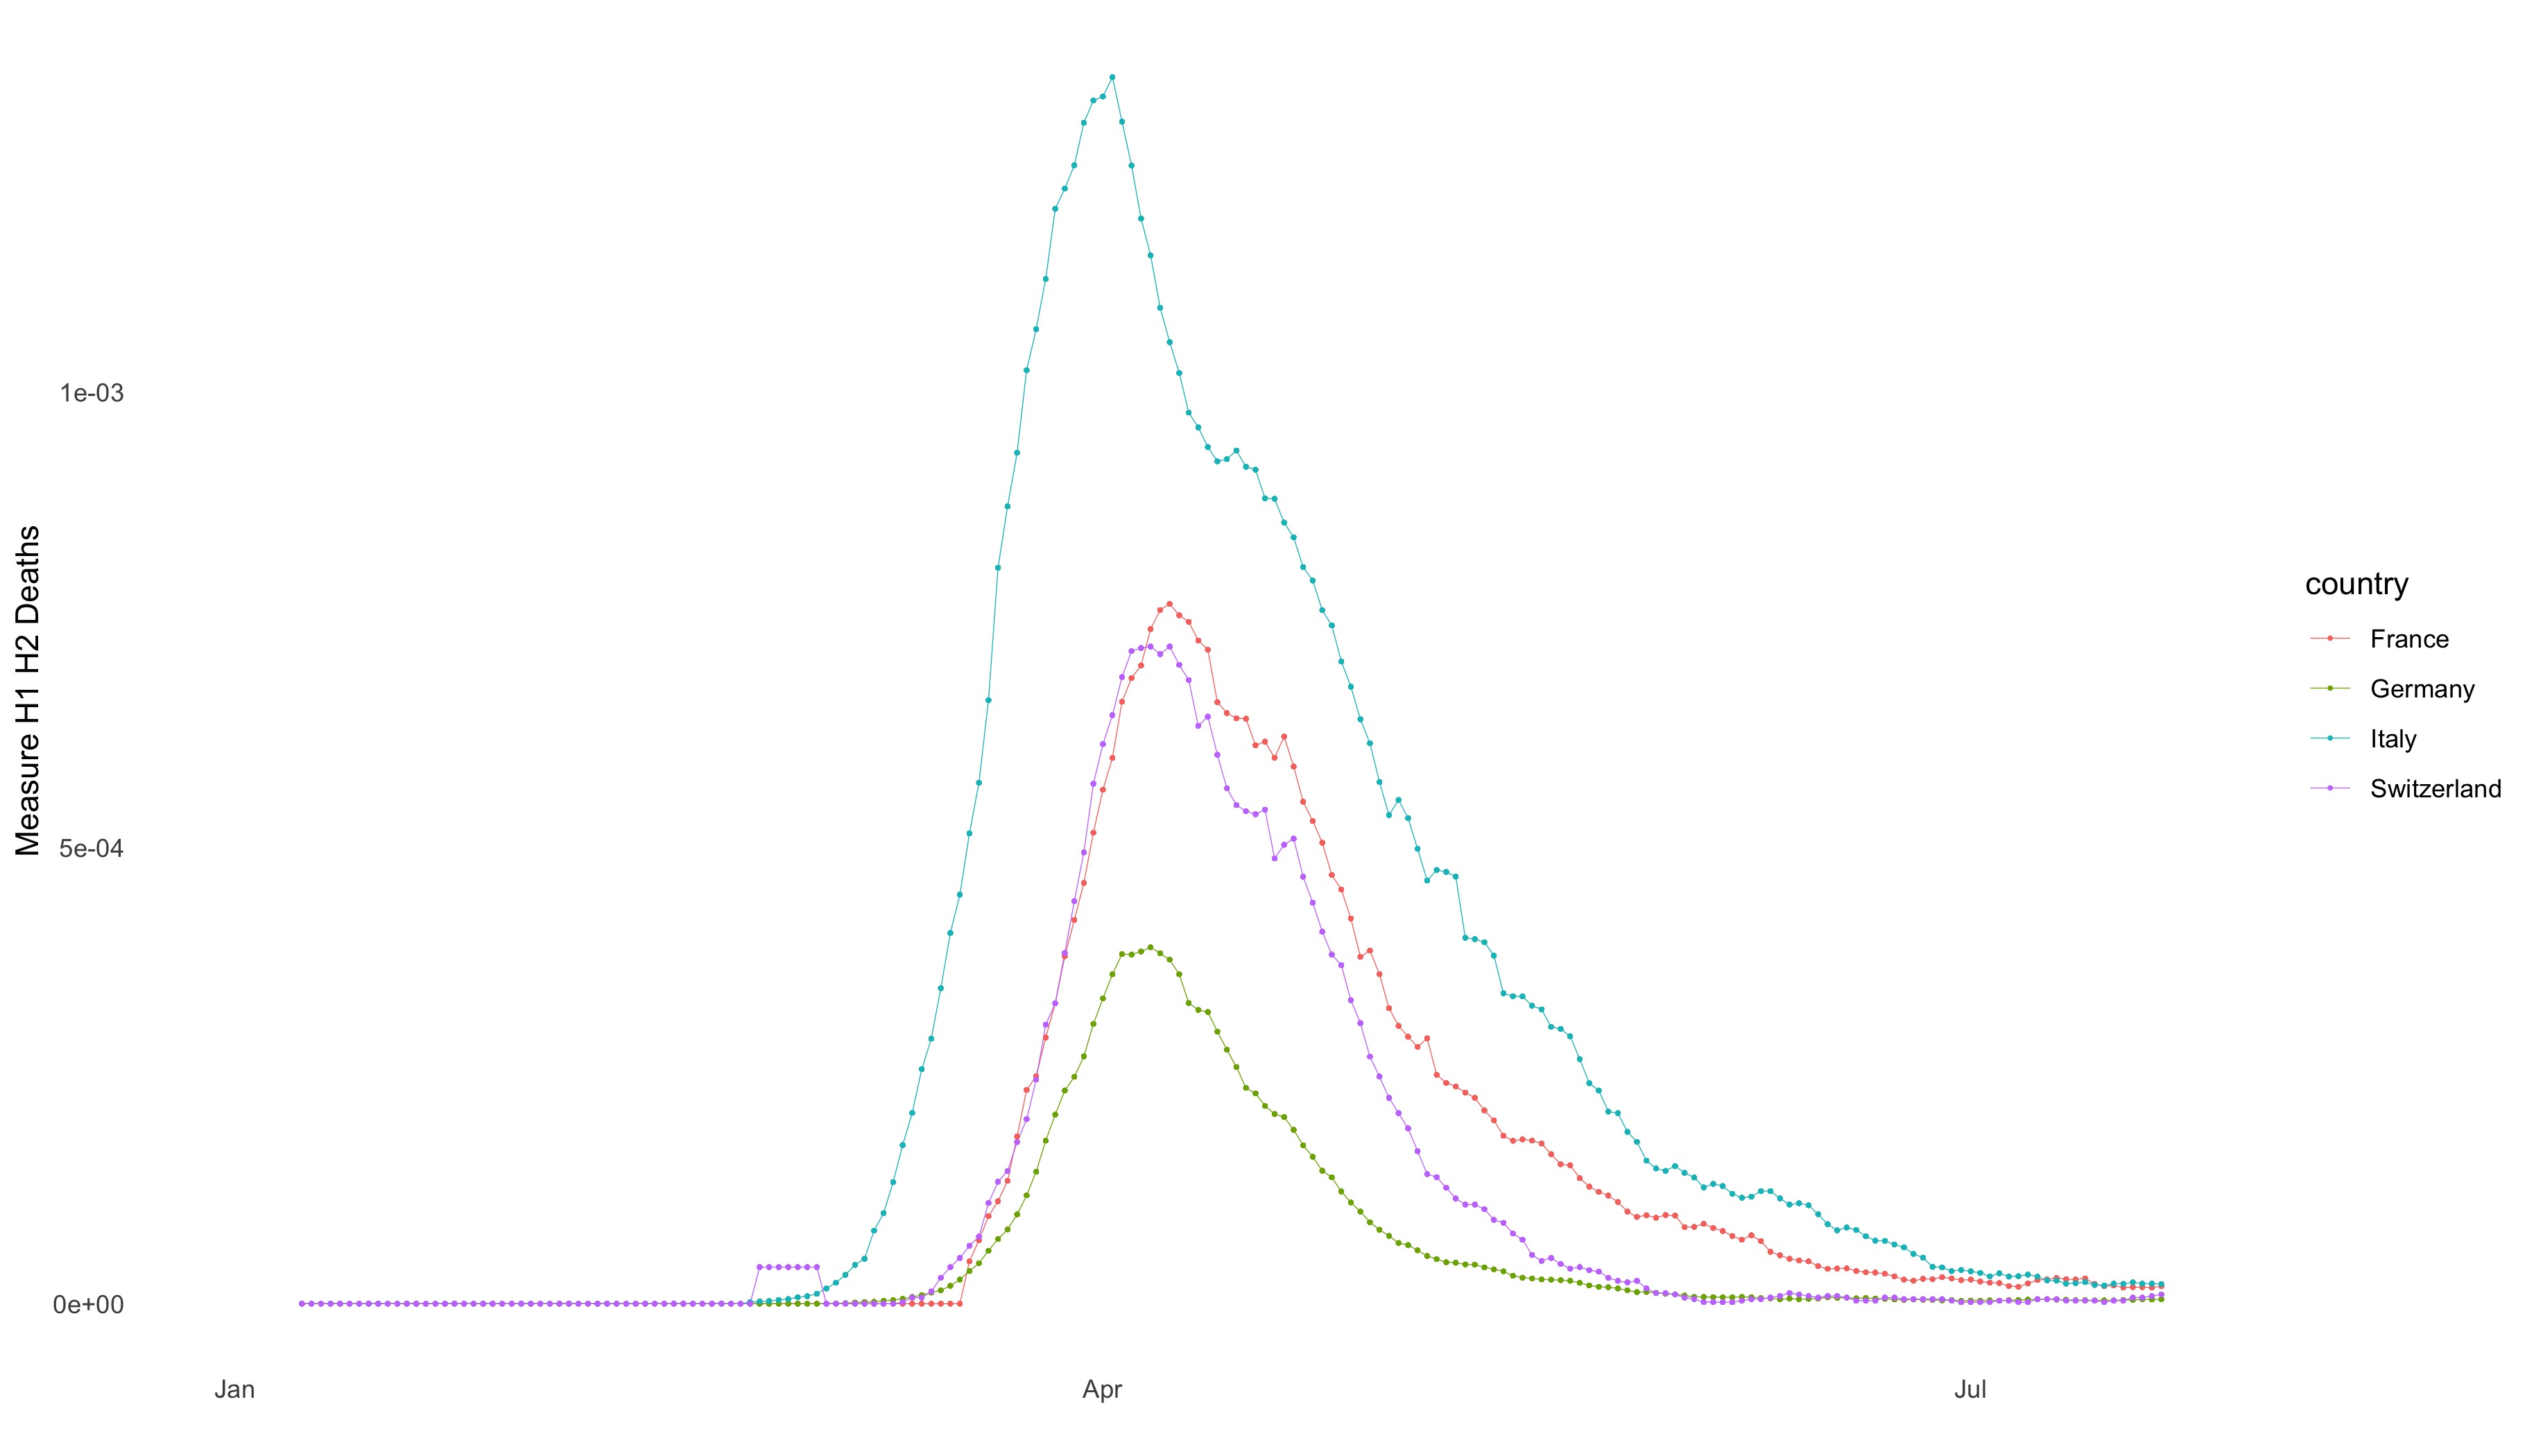 Measure H1 H2 Deaths
1e-03
5e-04
0e+00
Jan
Apr
Jul
country
France
Germany
Italy
Switzerland